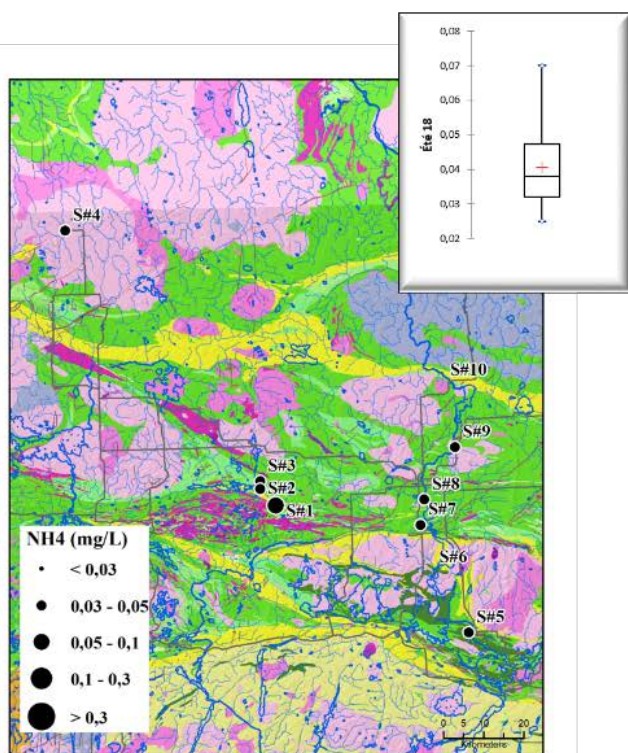 0,08
0,07
0,06
0,05
0,04
0,03
0,02
Été 18
S#4
S#10
S#9
S#3
S#2
S#8
S#1
S#7
S#6
S#5
NH4 (mg/L)
< 0,03
0,03 - 0,05
0,05 - 0,1
0,1 - 0,3
> 0,3
0 5 10 20
Kilometers